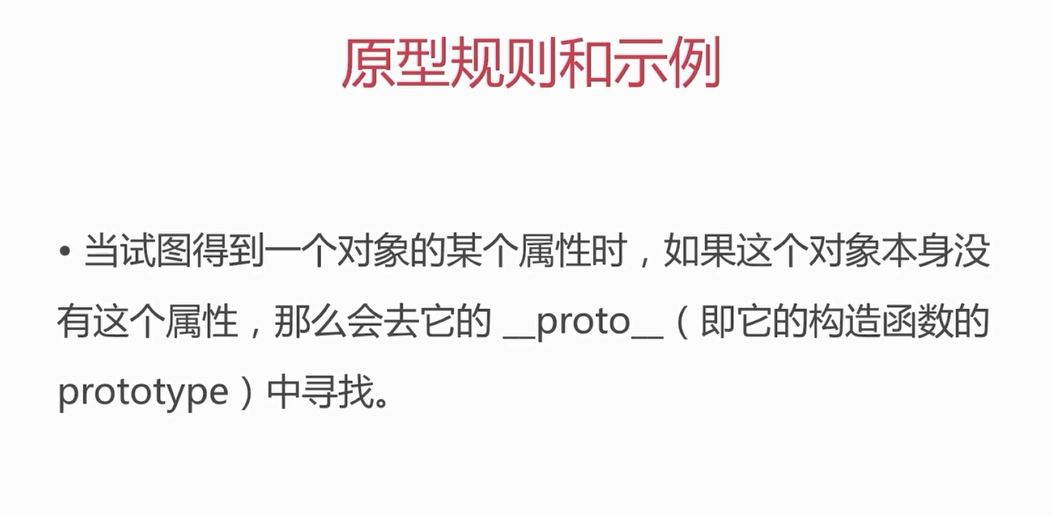 原型规则和示例
• 当试图得到一个对象的某个属性时，如果这个对象本身没
有这个属性，那么会去它的 __proto__（即它的构造函数的
prototype）中寻找。